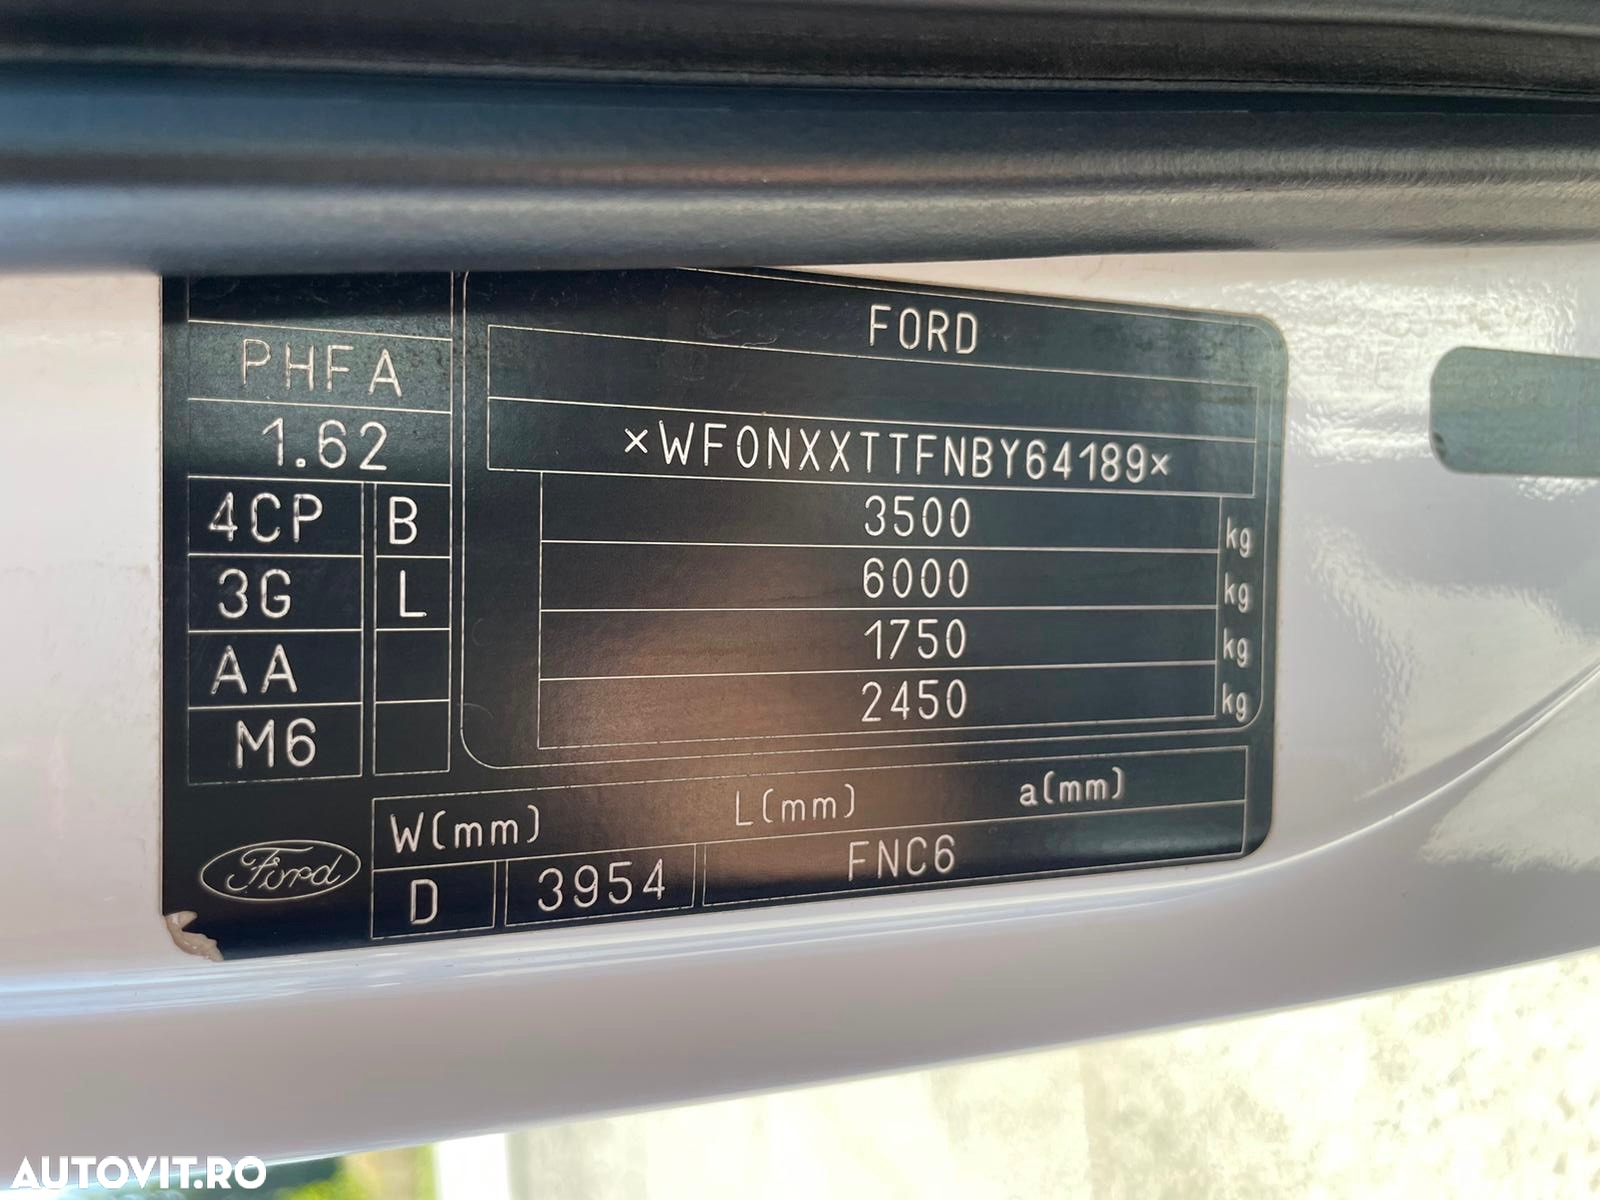 FORD
×WF0NXXTTFNBY64189×
3500 kg
6000 kg
1750 kg
2450 kg
PHFA
1.62
4CP B
3G L
AA
M6
W(mm) L(mm) a(mm)
D 3954 FNC6
Ford
AUTOVIT.RO